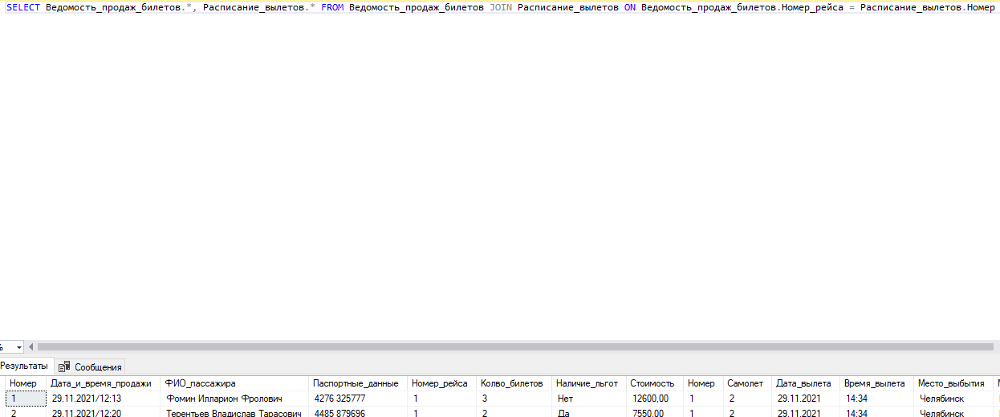 SELECT Ведомость_продаж_билетов.*, Расписание_вылетов.* FROM Ведомость_продаж_билетов JOIN Расписание_вылетов ON Ведомость_продаж_билетов.Номер_рейса = Расписание_вылетов.Номер
%
Результаты Сообщения
Номер Дата_и_время_продажи ФИО_пассажира Паспортные_данные Номер_рейса Колво_билетов Наличие_льгот Стоимость Номер Самолет Дата_вылета Время_вылета Место_выбытия
1 29.11.2021/12:13 Фомин Илларион Фролович 4276 325777 1 3 Нет 12600,00 1 2 29.11.2021 14:34 Челябинск
2 29.11.2021/12:20 Терентьев Владислав Тарасович 4485 879696 1 2 Да 7550,00 1 2 29.11.2021 14:34 Челябинск